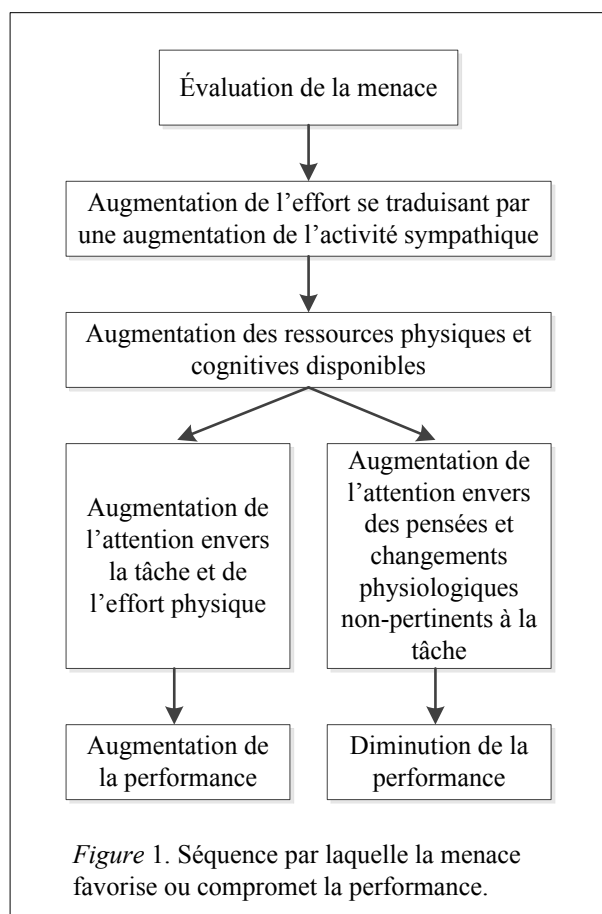 Évaluation de la menace
Augmentation de l’effort se traduisant par
une augmentation de l’activité sympathique
Augmentation des ressources physiques et
cognitives disponibles
Augmentation de
l’attention envers
la tâche et de
l’effort physique
Augmentation de
l’attention envers
des pensées et
changements
physiologiques
non-pertinents à la
tâche
Augmentation de
la performance
Diminution de la
performance
Figure 1. Séquence par laquelle la menace
favorise ou compromet la performance.